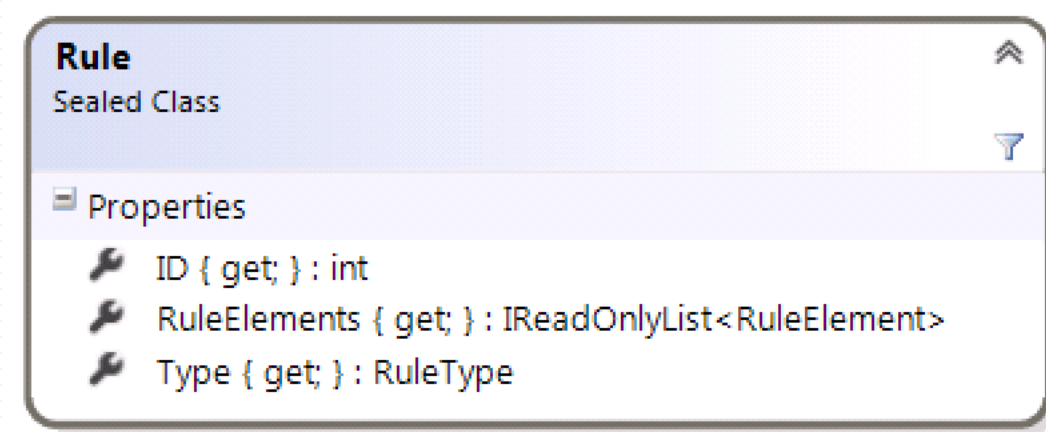 Rule
Sealed Class
Properties
ID { get; } : int
RuleElements { get; } : IReadOnlyList<RuleElement>
Type { get; } : RuleType